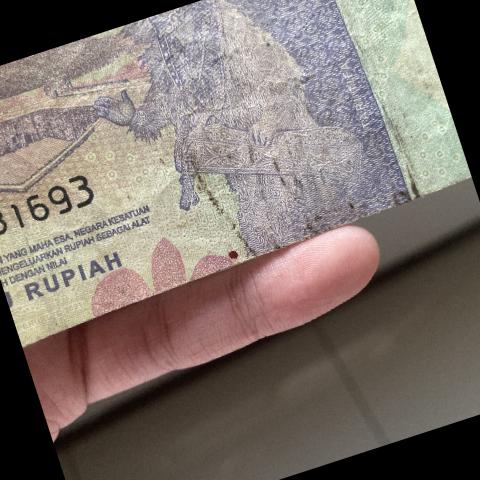 31693
YANG MAHA ESA, NEGARA KESATUAN
MENGELUARKAN RUPIAH SEBAGAI ALAT
H DENGAN NILAI
RUPIAH